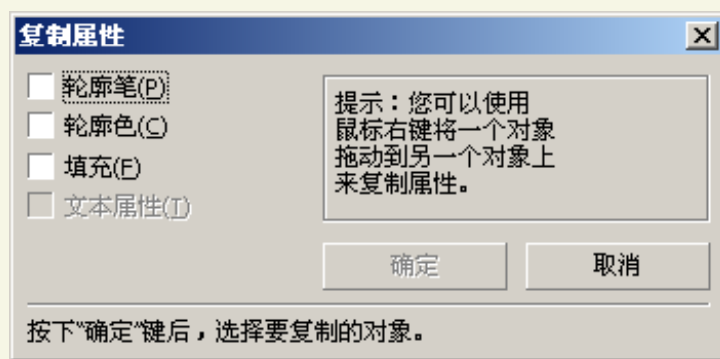 复制属性
轮廓笔(P)
轮廓色(C)
填充(F)
文本属性(T)
提示：您可以使用
鼠标右键将一个对象
拖动到另一个对象上
来复制属性。
确定
取消
按下"确定"键后，选择要复制的对象。